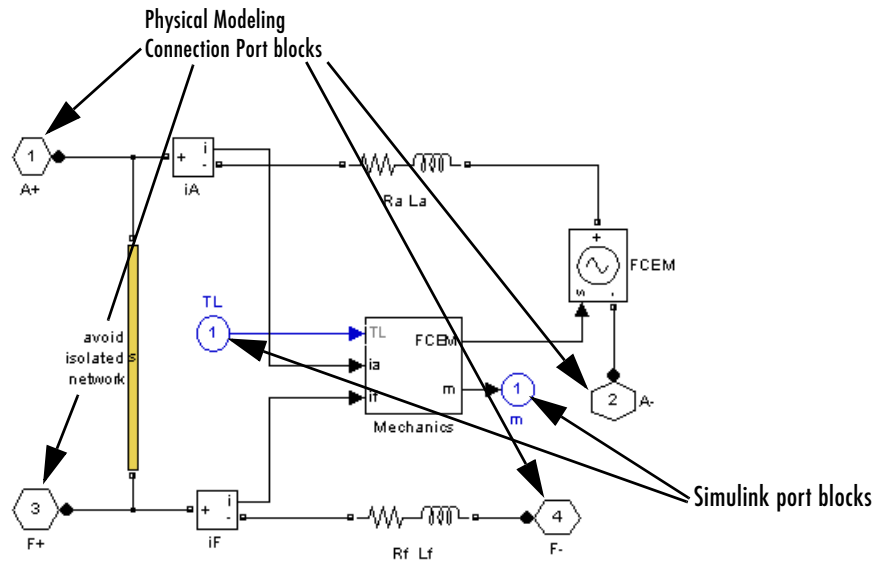 Physical Modeling
Connection Port blocks
1
A+
+
i
-
iA
Ra La
+
s
-
FCEM
TL
1
avoid
isolated
network
s
TL
ia
if
FCEM
m
Mechanics
1
m
2
A-
Simulink port blocks
3
F+
+
i
-
iF
Rf Lf
4
F-